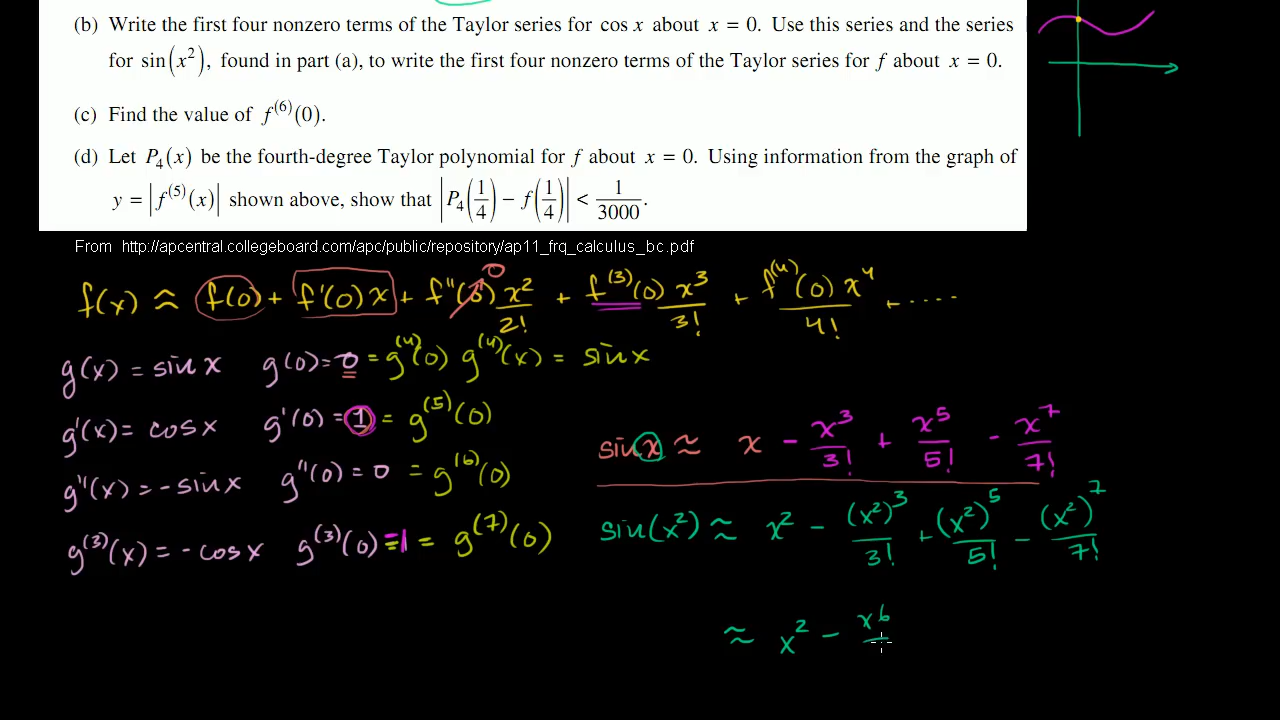 (b) Write the first four nonzero terms of the Taylor series for cos x about x = 0. Use this series and the series
for sin(x²), found in part (a), to write the first four nonzero terms of the Taylor series for f about x = 0.
(c) Find the value of f⁽⁶⁾(0).
(d) Let P₄(x) be the fourth-degree Taylor polynomial for f about x = 0. Using information from the graph of
y = |f⁽⁵⁾(x)| shown above, show that |P₄(1/4) − f(1/4)| < 1/3000.
From http://apcentral.collegeboard.com/apc/public/repository/ap11_frq_calculus_bc.pdf
f(x) ≈ f(0) + f'(0)x + f''(0) x²/2! + f⁽³⁾(0) x³/3! + f⁽⁴⁾(0) x⁴/4! + ....
0
g(x) = sin x g(0) = 0 = g⁽⁴⁾(0) g⁽⁴⁾(x) = sin x
g'(x) = cos x g'(0) = 1 = g⁽⁵⁾(0)
sin x ≈ x − x³/3! + x⁵/5! − x⁷/7!
g''(x) = − sin x g''(0) = 0 = g⁽⁶⁾(0)
sin(x²) ≈ x² − (x²)³/3! + (x²)⁵/5! − (x²)⁷/7!
g⁽³⁾(x) = − cos x g⁽³⁾(0) = -1 = g⁽⁷⁾(0)
≈ x² − x⁶